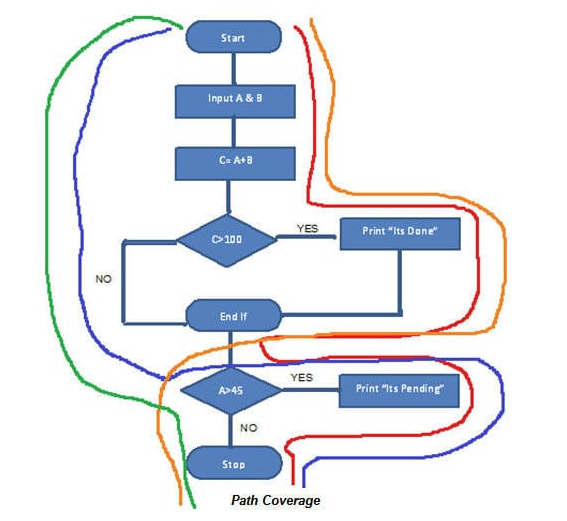 Start
Input A & B
C= A+B
C>100
YES
Print "Its Done"
NO
End If
A>45
YES
Print "Its Pending"
NO
Stop
Path Coverage